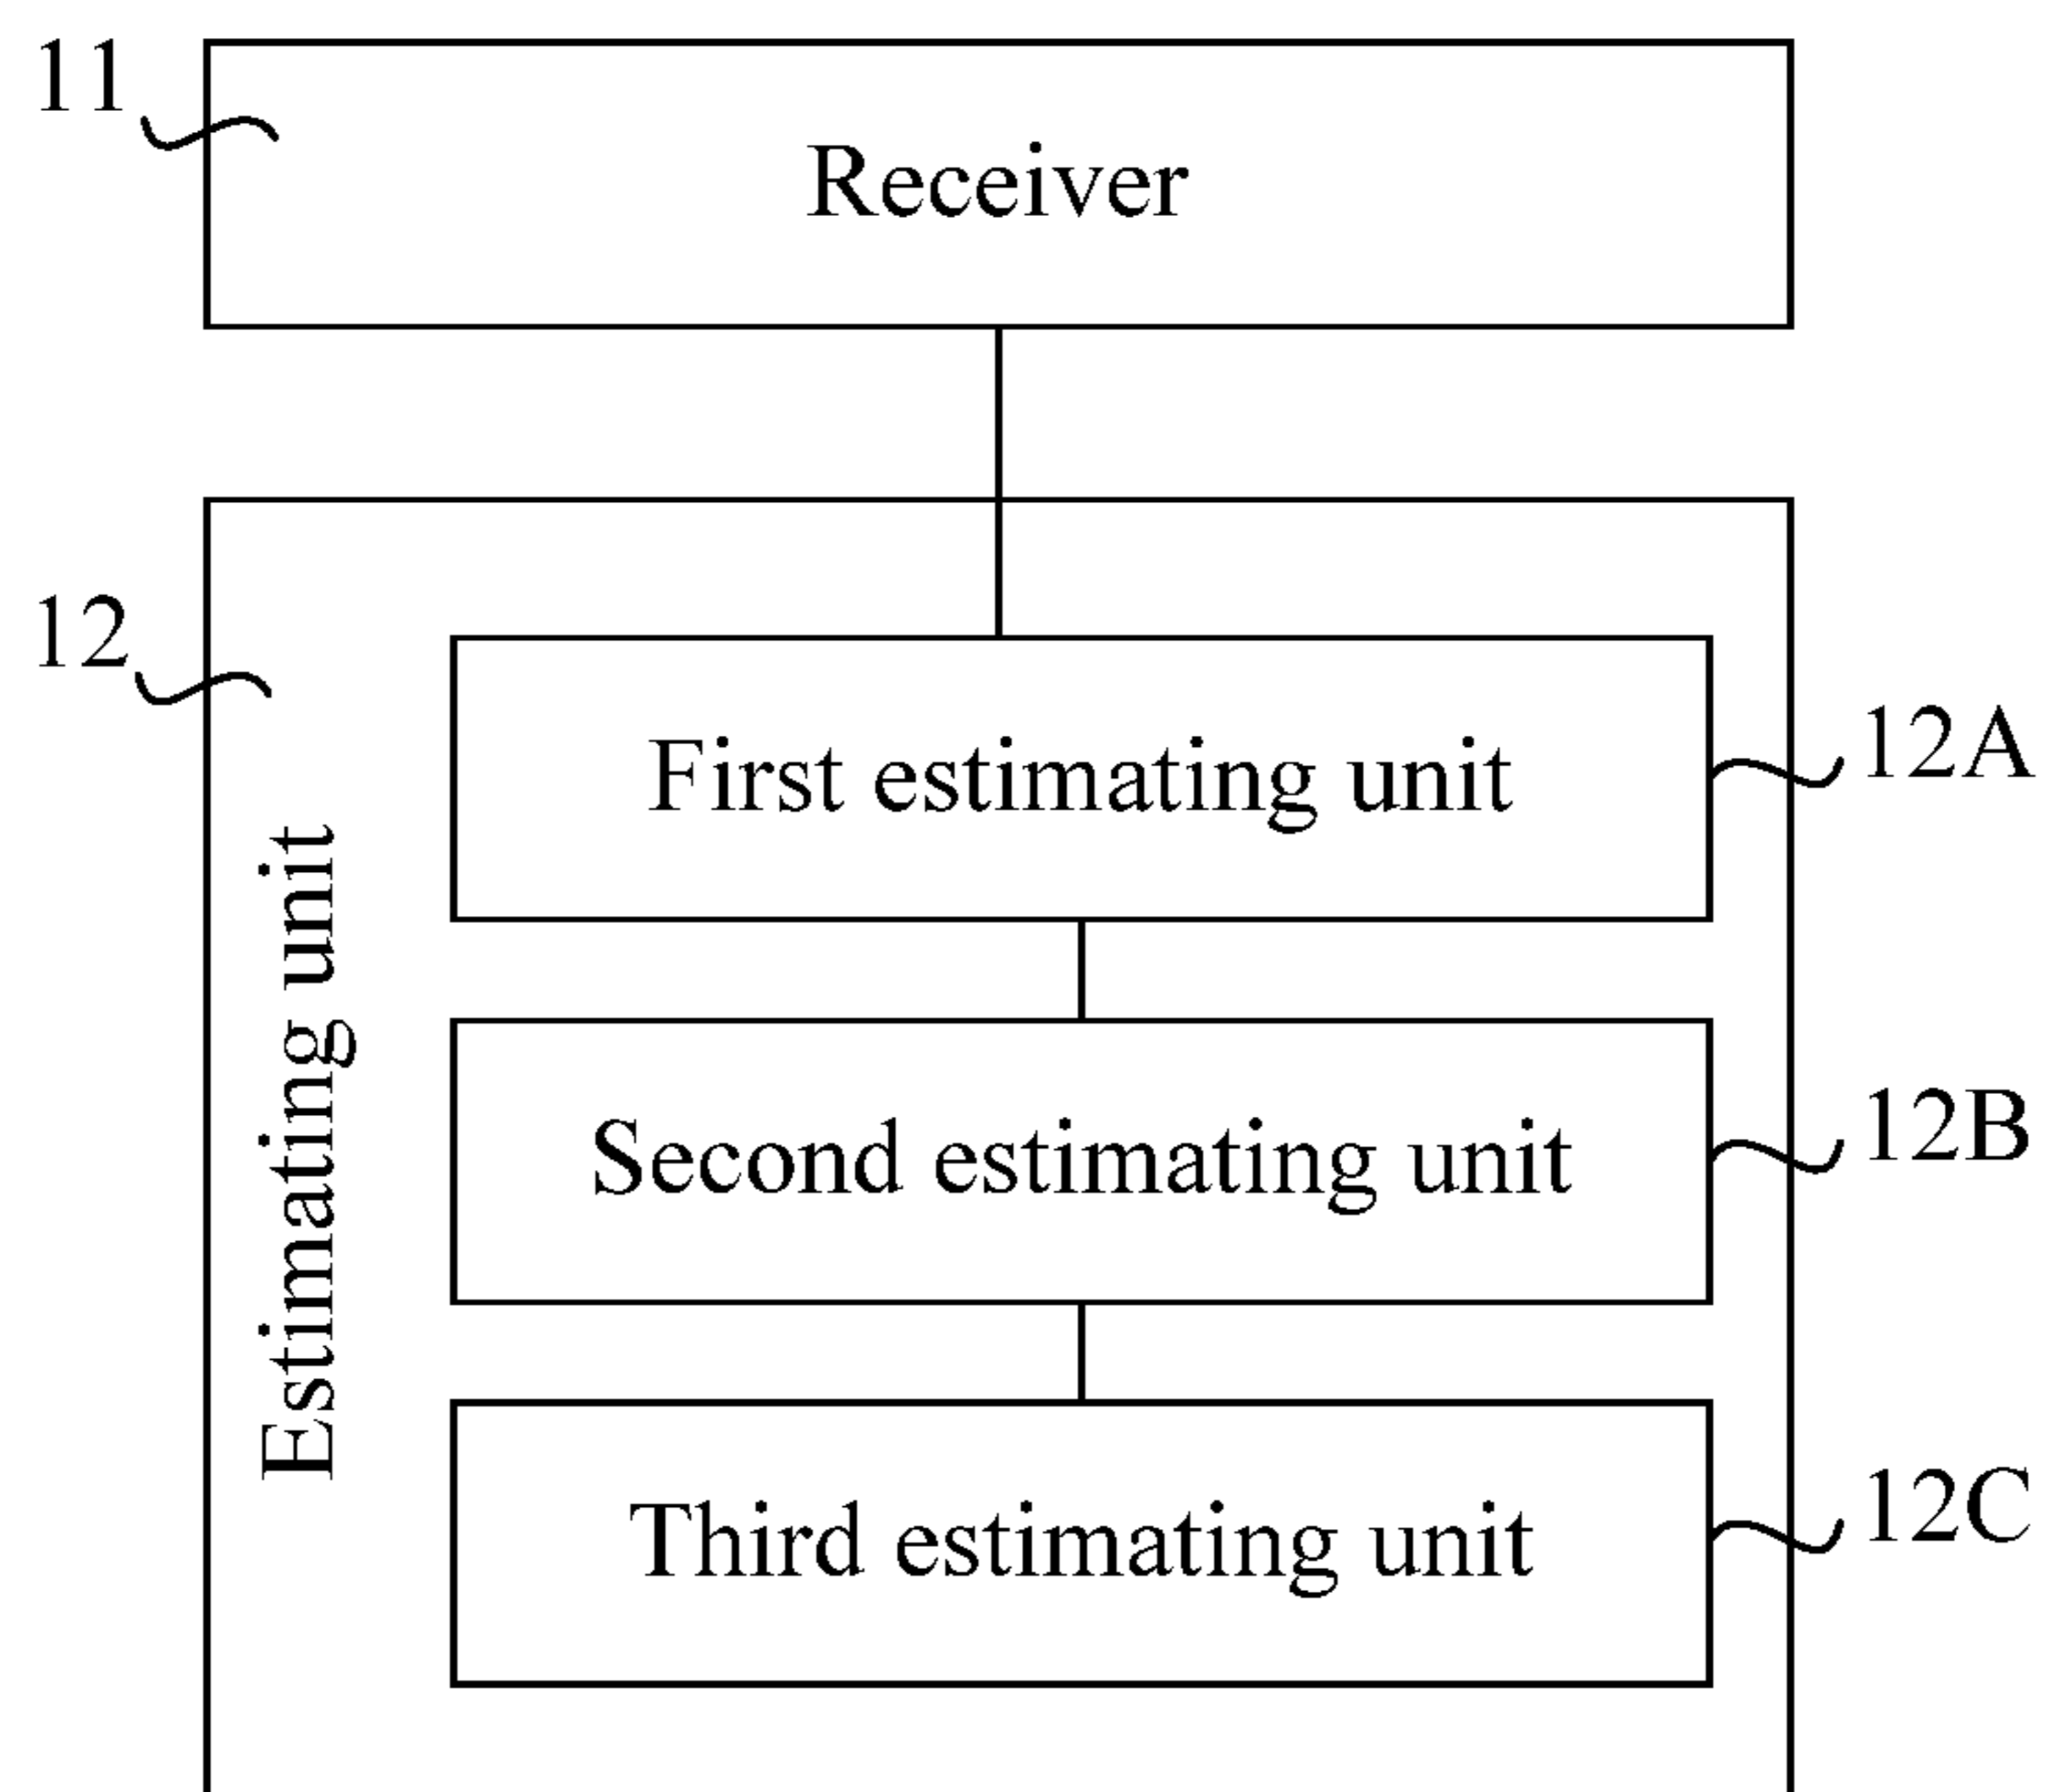 11
Receiver
12
Estimating unit
First estimating unit
12A
Second estimating unit
12B
Third estimating unit
12C